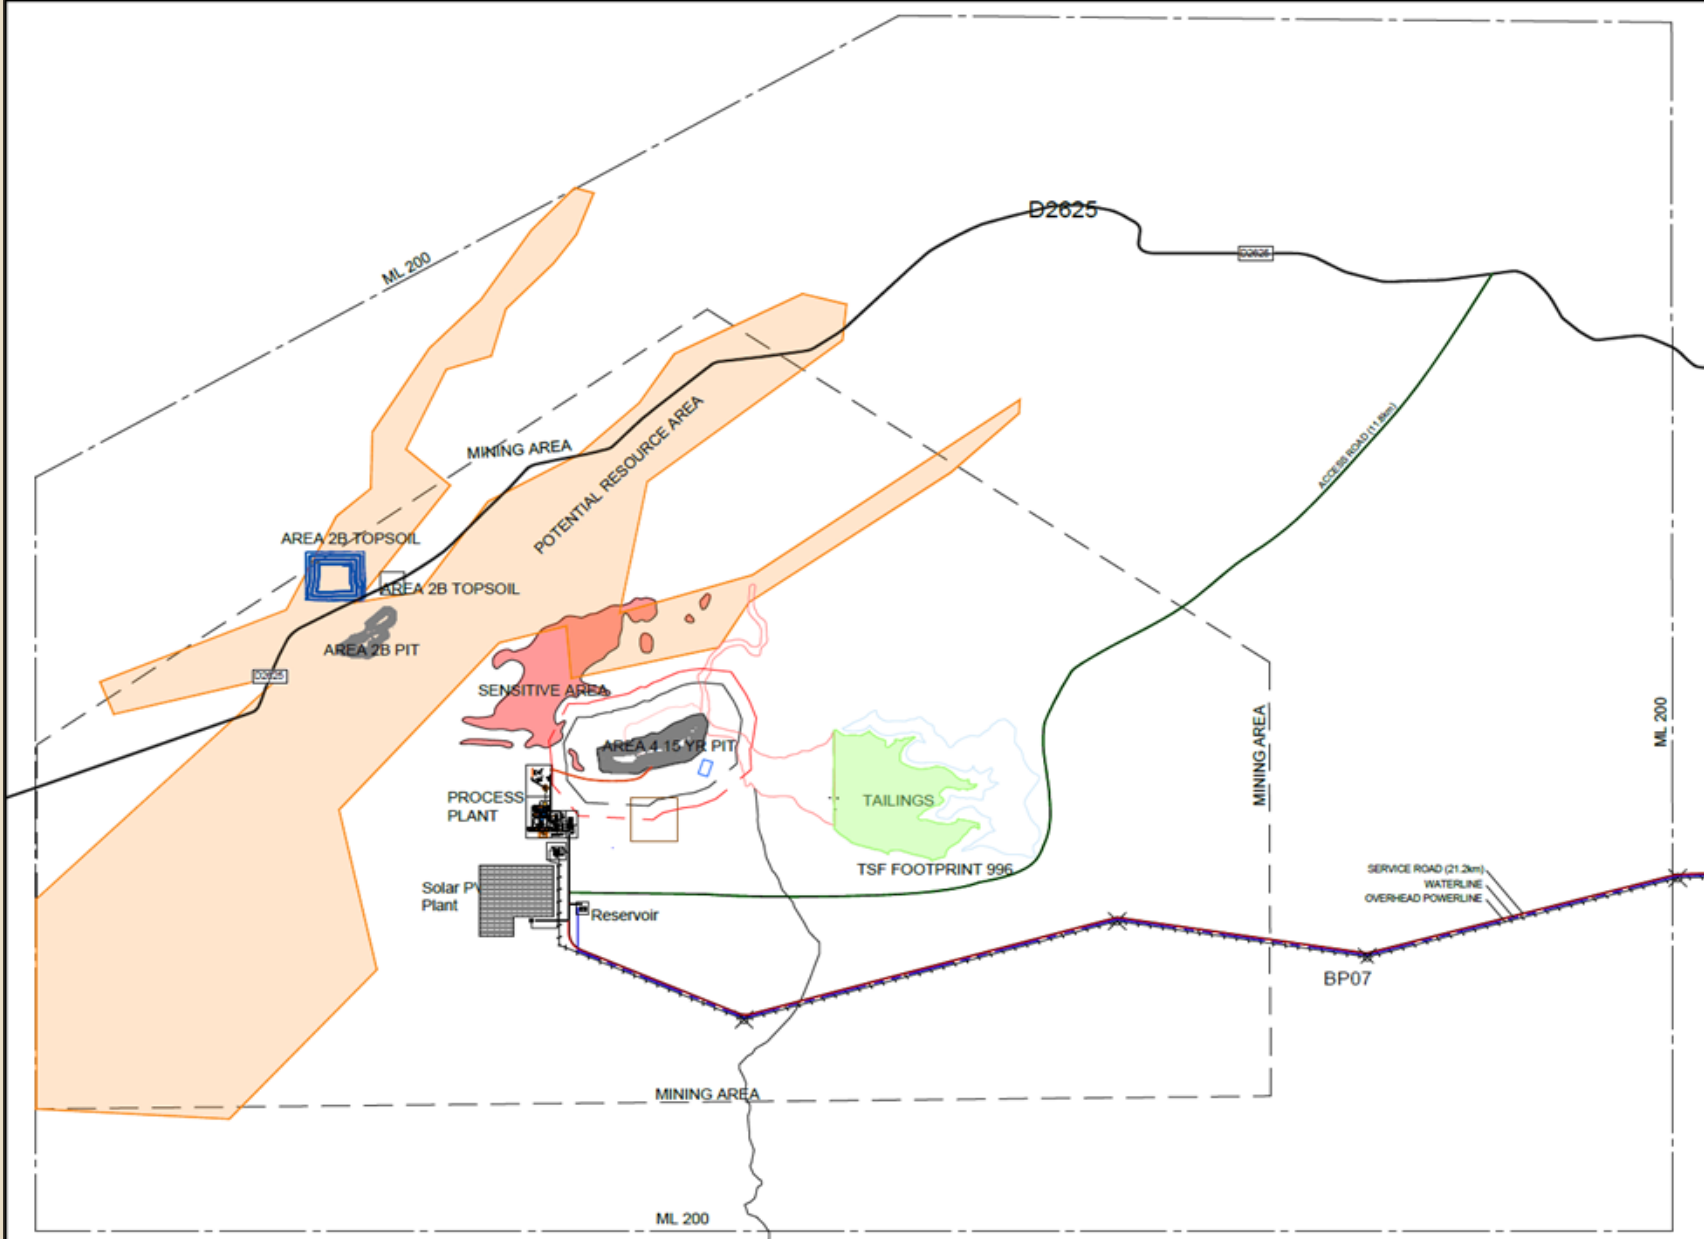 D2625
D2625
ML 200
ACCESS ROAD (11.8km)
MINING AREA
POTENTIAL RESOURCE AREA
AREA 2B TOPSOIL
AREA 2B TOPSOIL
AREA 2B PIT
D2625
SENSITIVE AREA
ML 200
AREA 4 15 YR PIT
MINING AREA
PROCESS
PLANT
TAILINGS
TSF FOOTPRINT 996
SERVICE ROAD (21.2km)
WATERLINE
OVERHEAD POWERLINE
Solar PV
Plant
Reservoir
BP07
MINING AREA
ML 200